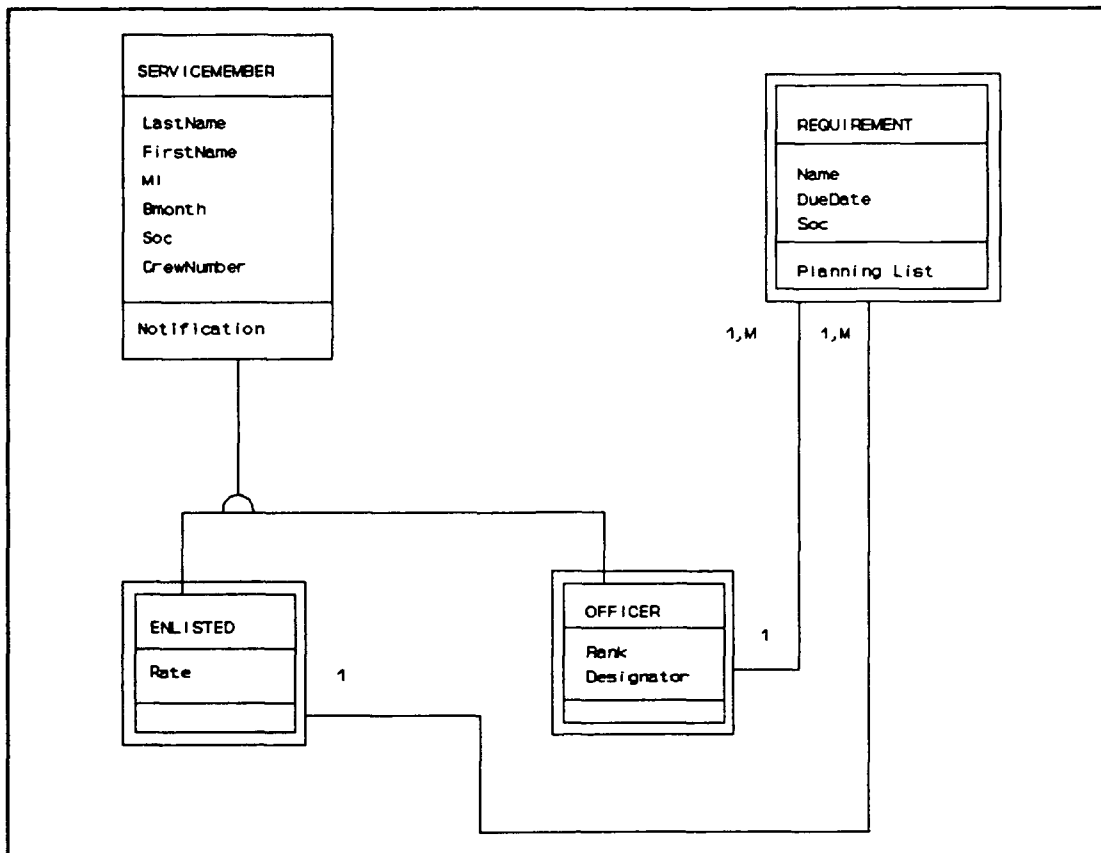 SERVICEMEMBER
LastName
FirstName
MI
Bmonth
Soc
CrewNumber
Notification
REQUIREMENT
Name
DueDate
Soc
Planning List
1,M
1,M
ENLISTED
Rate
1
OFFICER
Rank
Designator
1